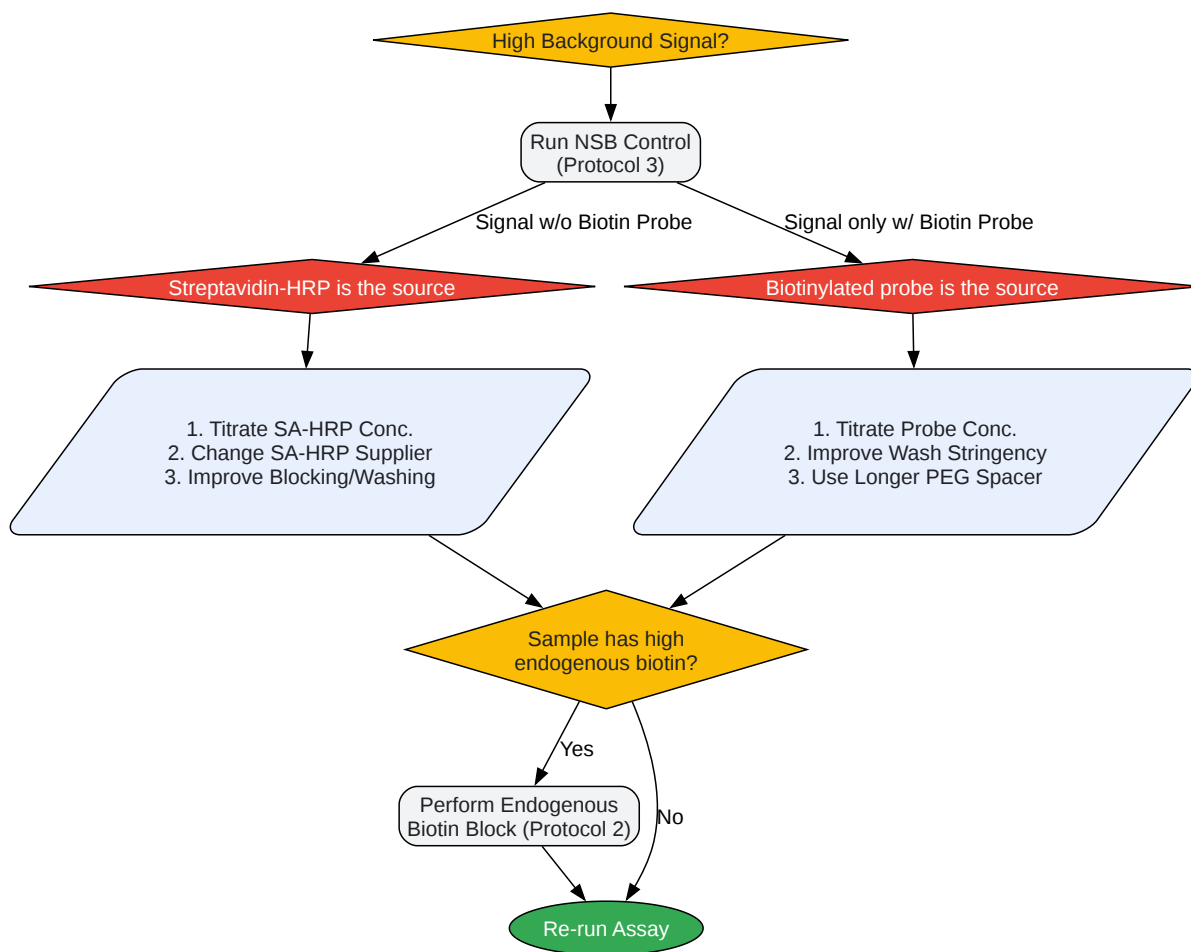 High Background Signal?
Run NSB Control
(Protocol 3)
Signal w/o Biotin Probe
Signal only w/ Biotin Probe
Streptavidin-HRP is the source
Biotinylated probe is the source
1. Titrate SA-HRP Conc.
2. Change SA-HRP Supplier
3. Improve Blocking/Washing
1. Titrate Probe Conc.
2. Improve Wash Stringency
3. Use Longer PEG Spacer
Sample has high
endogenous biotin?
Yes
Perform Endogenous
Biotin Block (Protocol 2)
No
Re-run Assay